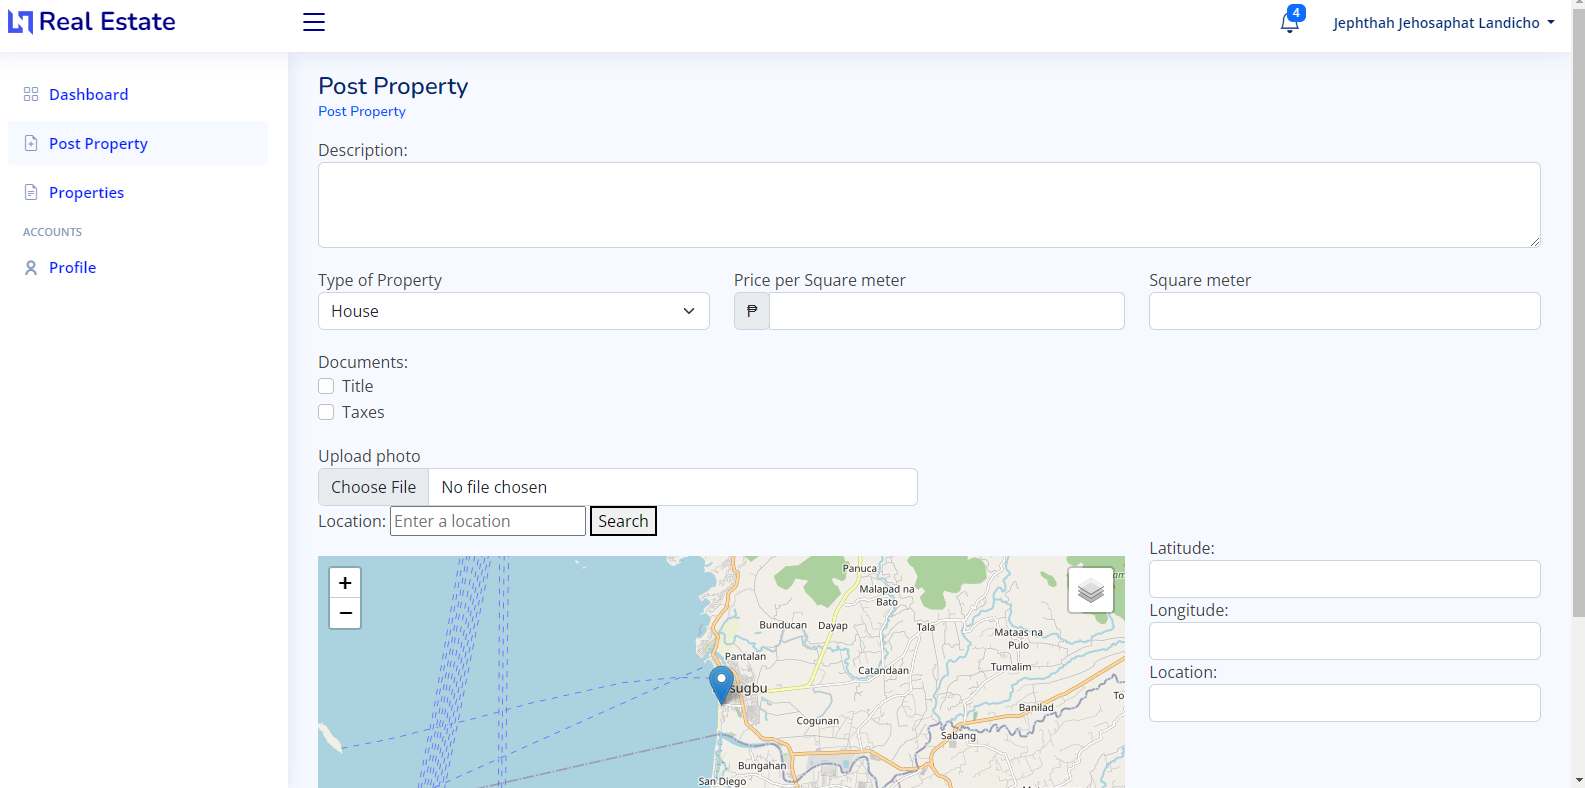 Real Estate
4
Jephthah Jehosaphat Landicho
Dashboard
Post Property
Properties
ACCOUNTS
Profile
Post Property
Post Property
Description:
Type of Property
Price per Square meter
Square meter
House
₱
Documents:
Title
Taxes
Upload photo
Choose File
No file chosen
Location:
Enter a location
Search
Latitude:
Longitude:
Location:
+
−
Panuca
Malapad na
Bato
Bunducan
Dayap
Tala
Mataas na
Pulo
Pantalan
Catandaan
Tumalim
sugbu
Banilad
To
Cogunan
Sabang
Bungahan
San Diego